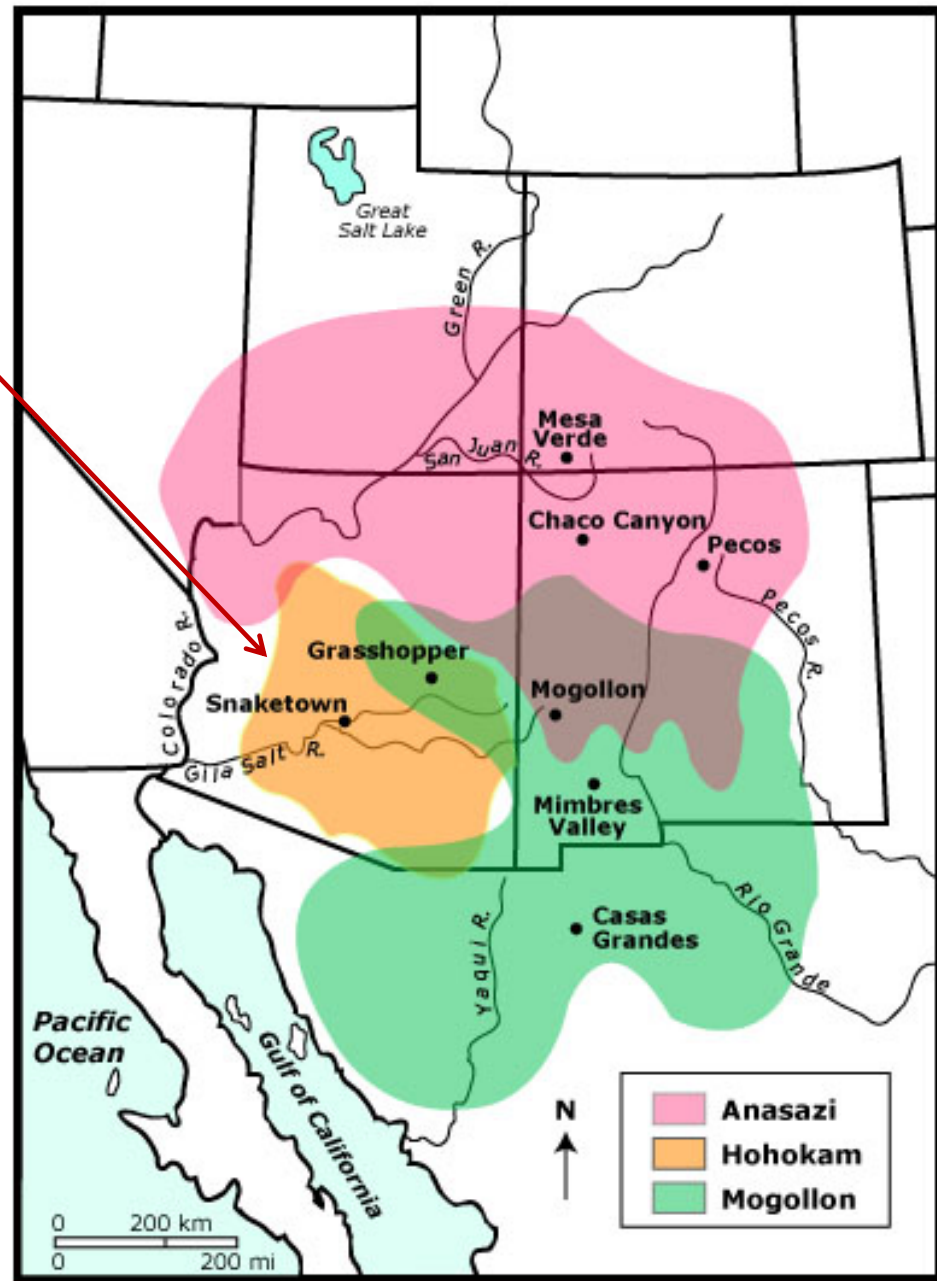 Great
Salt Lake
Green R.
Mesa
Verde
San Juan R.
Chaco Canyon
Pecos
Pecos R.
Colorado R.
Grasshopper
Mogollon
Snaketown
Gila Salt R.
Mimbres
Valley
Rio Grande
Yaqui R.
Casas
Grandes
Pacific
Ocean
Gulf of California
N
Anasazi
Hohokam
Mogollon
0 200 km
0 200 mi